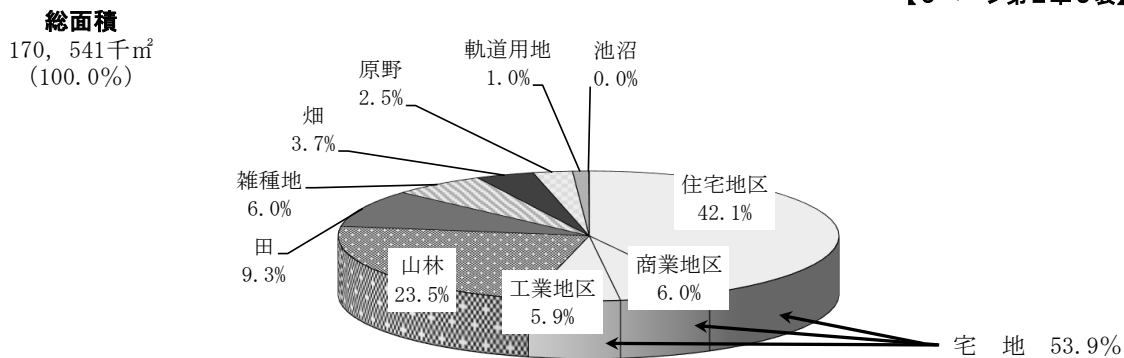 総面積
170，541千㎡
(100.0%)
池沼
0.0%
軌道用地
1.0%
原野
2.5%
畑
3.7%
雑種地
6.0%
田
9.3%
山林
23.5%
工業地区
5.9%
商業地区
6.0%
住宅地区
42.1%
宅　地　53.9%